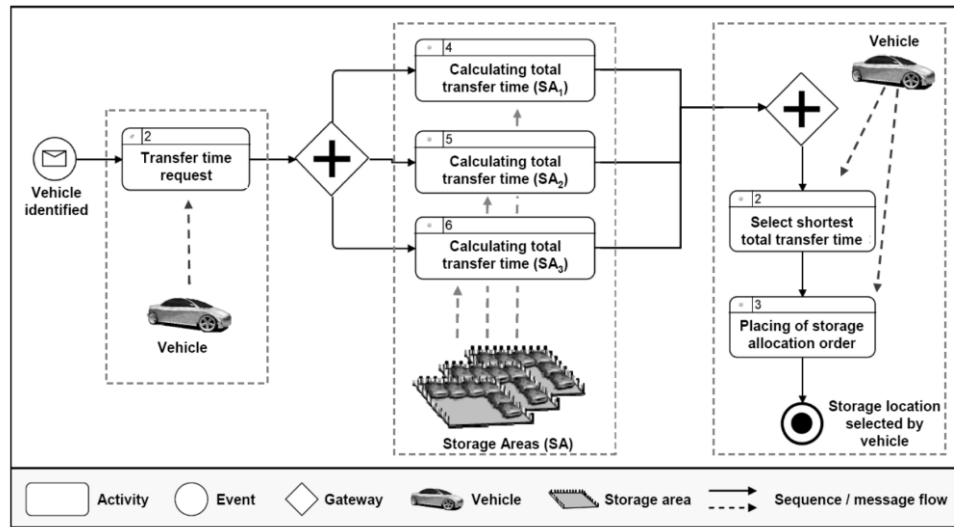 2
Transfer time
request
Vehicle
identified
Vehicle
4
Calculating total
transfer time (SA₁)
5
Calculating total
transfer time (SA₂)
6
Calculating total
transfer time (SA₃)
Storage Areas (SA)
Vehicle
2
Select shortest
total transfer time
3
Placing of storage
allocation order
Storage location
selected by
vehicle
Activity
Event
Gateway
Vehicle
Storage area
Sequence / message flow